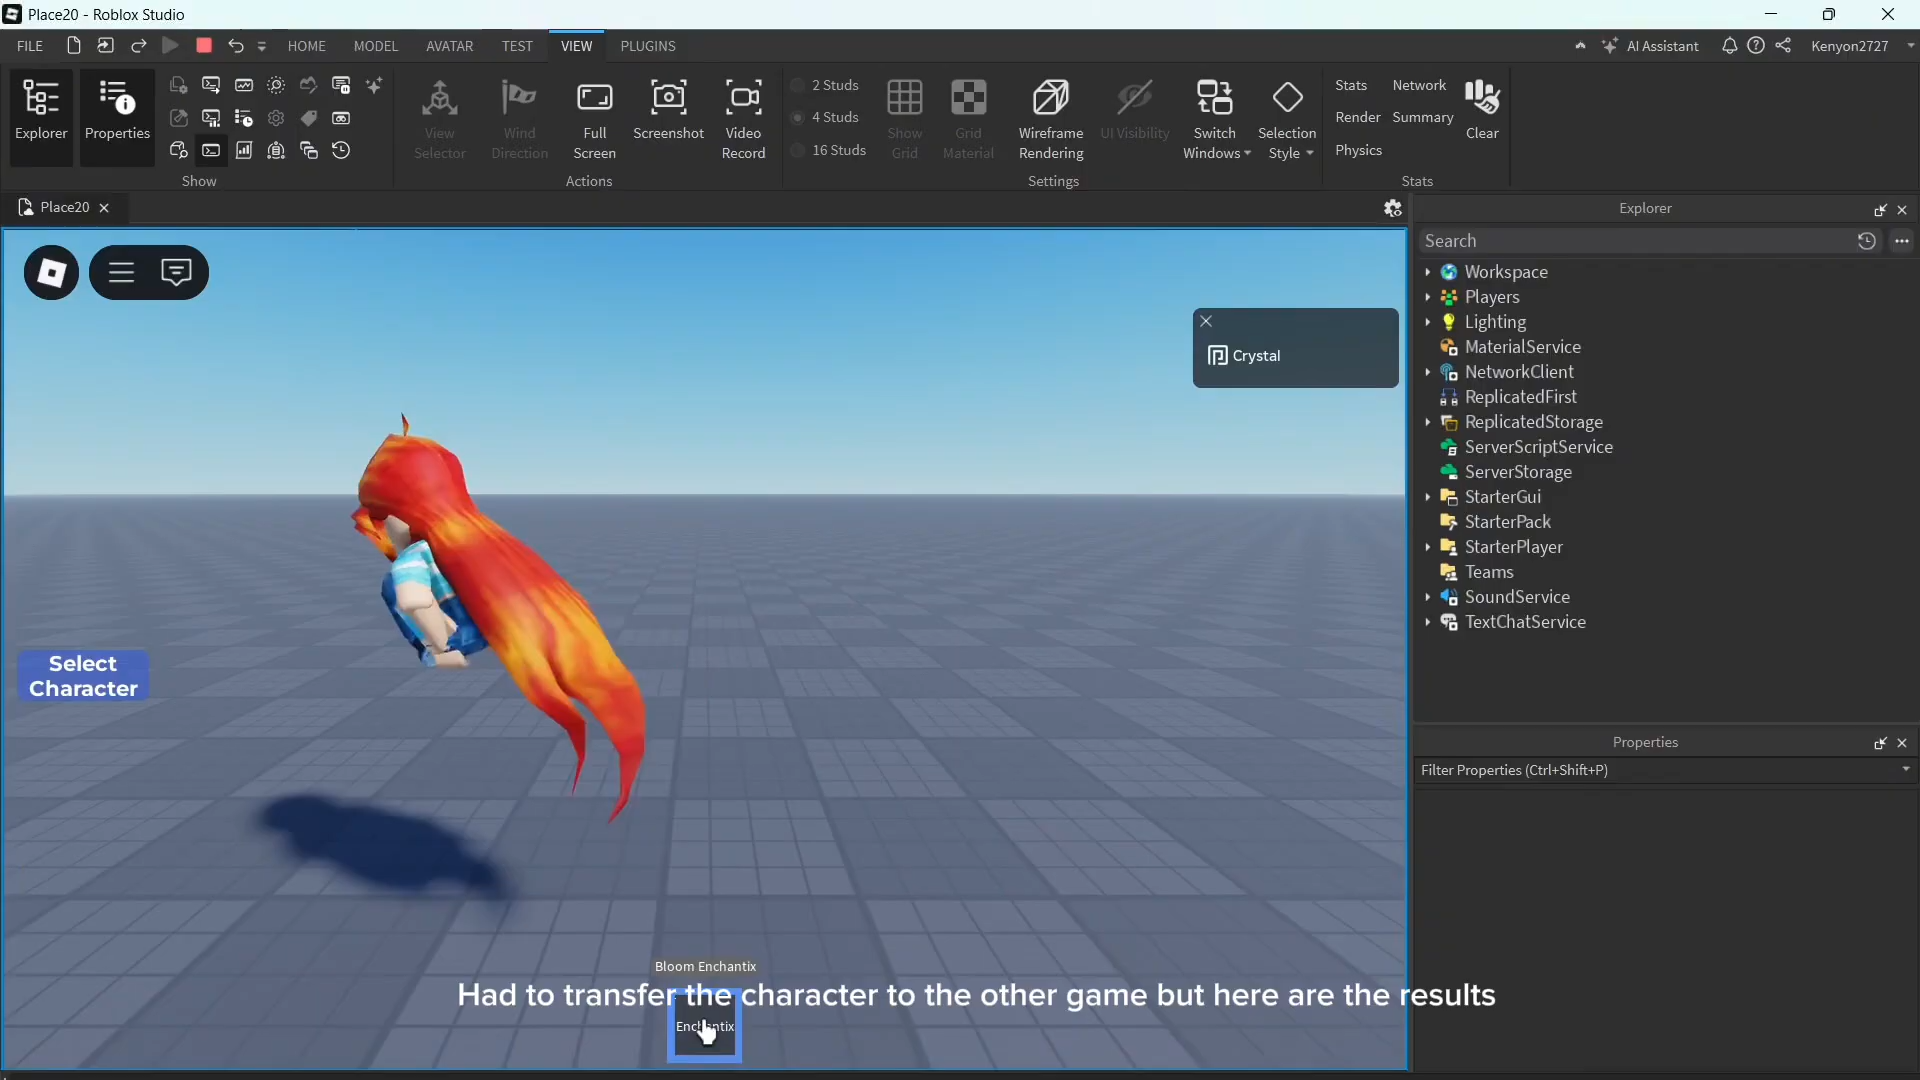 Place20 - Roblox Studio
FILE
HOME
MODEL
AVATAR
TEST
VIEW
PLUGINS
AI Assistant
Kenyon2727
Explorer
Properties
Show
View
Selector
Wind
Direction
Full
Screen
Screenshot
Video
Record
Actions
2 Studs
4 Studs
16 Studs
Show
Grid
Grid
Material
Wireframe
Rendering
UI Visibility
Switch
Windows
Selection
Style
Settings
Stats
Network
Render
Summary
Physics
Clear
Stats
Place20
Explorer
Search
Workspace
Players
Lighting
MaterialService
NetworkClient
ReplicatedFirst
ReplicatedStorage
ServerScriptService
ServerStorage
StarterGui
StarterPack
StarterPlayer
Teams
SoundService
TextChatService
Properties
Filter Properties (Ctrl+Shift+P)
Crystal
Select
Character
Bloom Enchantix
Had to transfer the character to the other game but here are the results
Enchantix